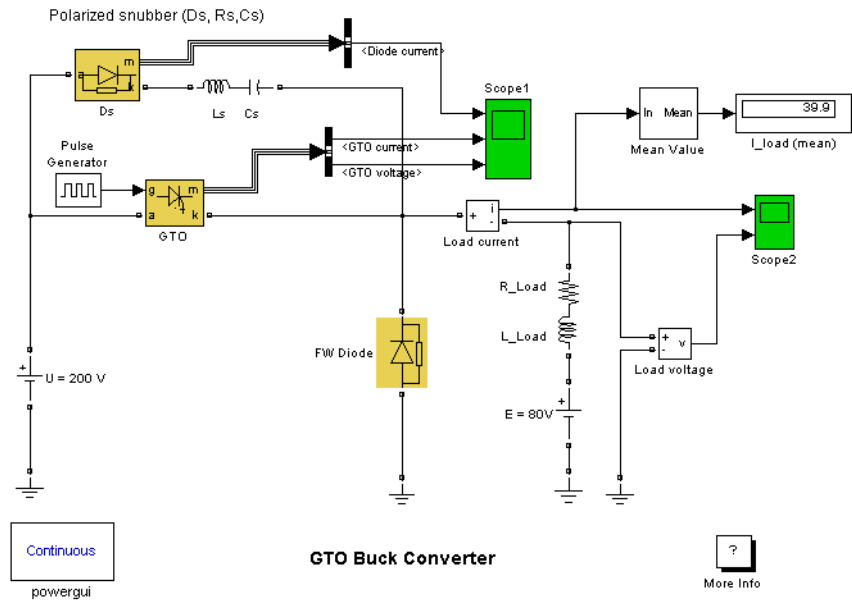 Polarized snubber (Ds, Rs,Cs)
<Diode current>
a
m
k
Ds
Ls
Cs
Scope1
In
Mean
39.9
Mean Value
I_load (mean)
Pulse
Generator
<GTO current>
<GTO voltage>
g
m
a
k
GTO
+
i
-
Load current
Scope2
R_Load
L_Load
FW Diode
+
-
v
Load voltage
+
U = 200 V
+
E = 80V
Continuous
powergui
GTO Buck Converter
?
More Info